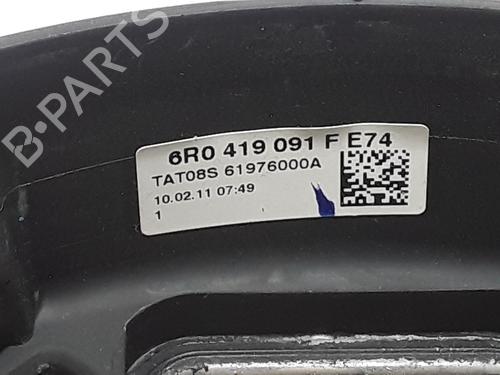 B-PARTS
6R0 419 091 F E74
TAT08S 61976000A
10.02.11 07:49
1